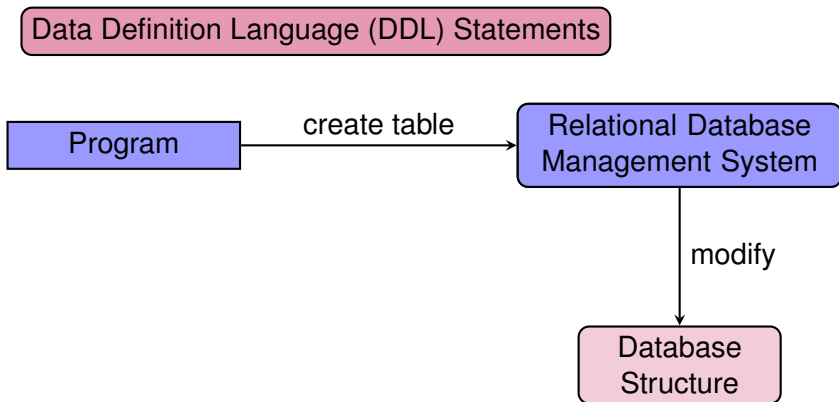 Data Definition Language (DDL) Statements
Program
create table
Relational Database
Management System
modify
Database
Structure